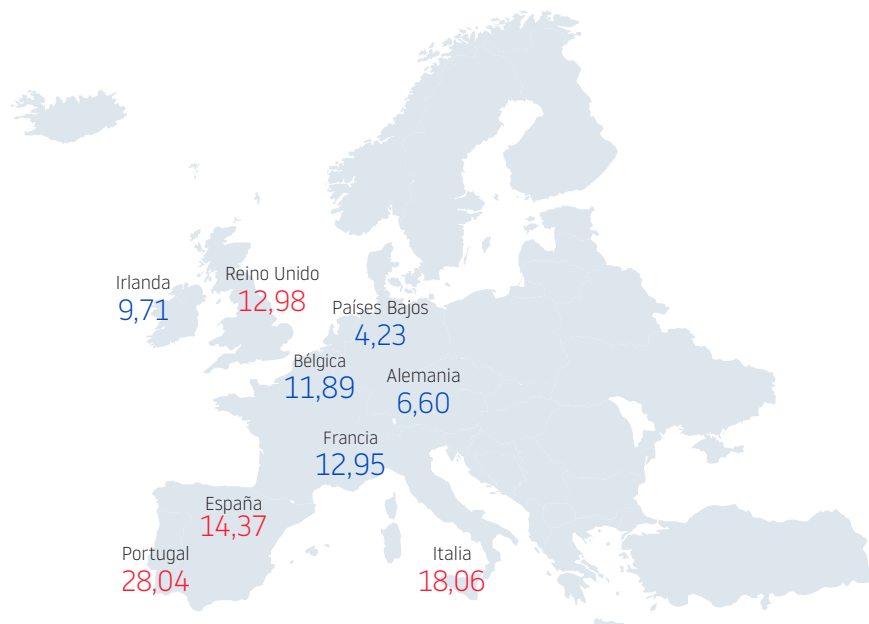 Irlanda
9,71
Reino Unido
12,98
Países Bajos
4,23
Bélgica
11,89
Alemania
6,60
Francia
12,95
España
14,37
Portugal
28,04
Italia
18,06